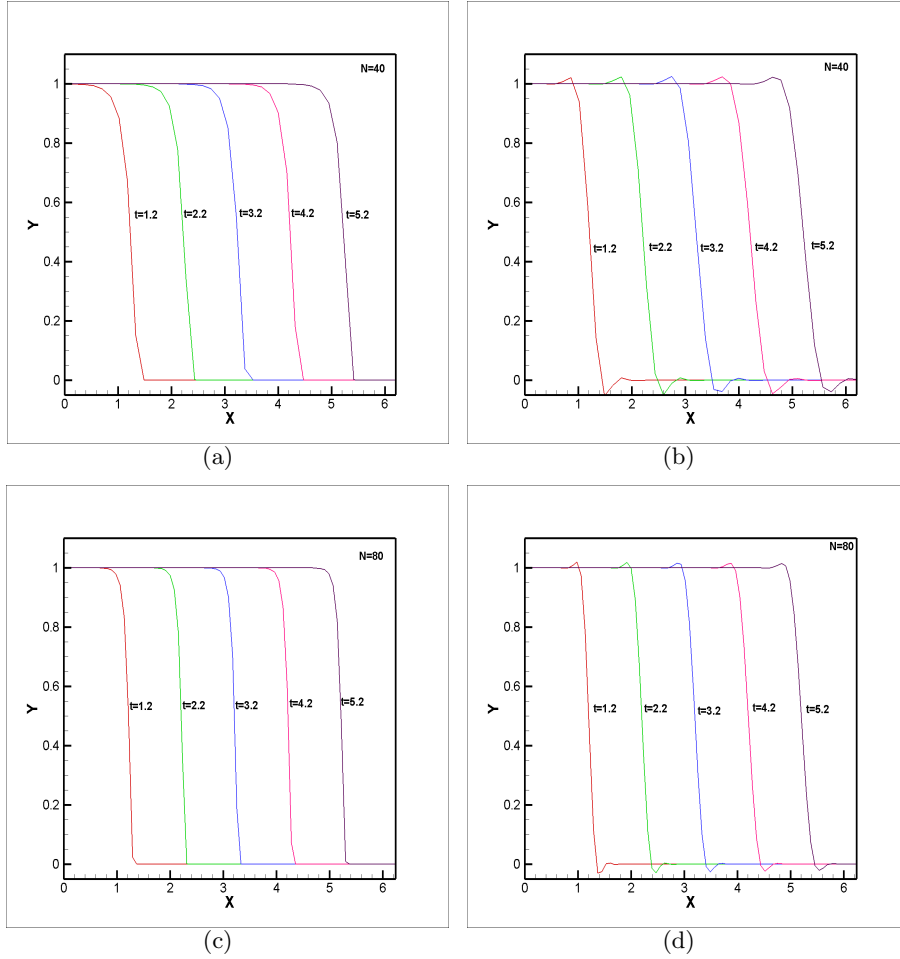 N=40
1
0.8
0.6
0.4
0.2
0
Y
t=1.2
t=2.2
t=3.2
t=4.2
t=5.2
0 1 2 3 4 5 6
X
(a)
N=40
1
0.8
0.6
0.4
0.2
0
Y
t=1.2
t=2.2
t=3.2
t=4.2
t=5.2
0 1 2 3 4 5 6
X
(b)
N=80
1
0.8
0.6
0.4
0.2
0
Y
t=1.2
t=2.2
t=3.2
t=4.2
t=5.2
0 1 2 3 4 5 6
X
(c)
N=80
1
0.8
0.6
0.4
0.2
0
Y
t=1.2
t=2.2
t=3.2
t=4.2
t=5.2
0 1 2 3 4 5 6
X
(d)